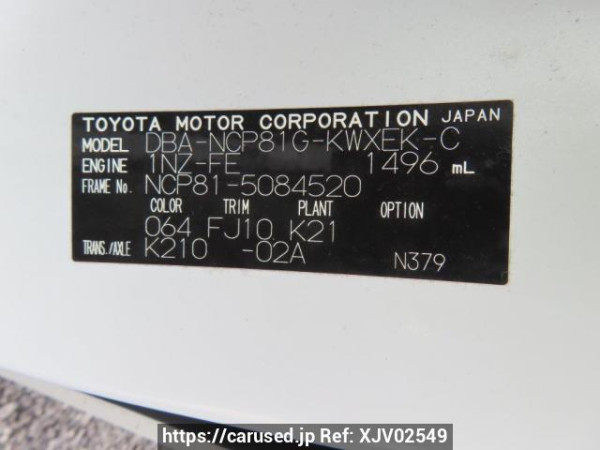 TOYOTA MOTOR CORPORATION JAPAN
MODEL DBA-NCP81G-KWXEK-C
ENGINE 1NZ-FE 1496 mL
FRAME No. NCP81-5084520
COLOR TRIM PLANT OPTION
064 FJ10 K21
TRANS./AXLE K210 -02A
N379
https://carused.jp Ref: XJV02549